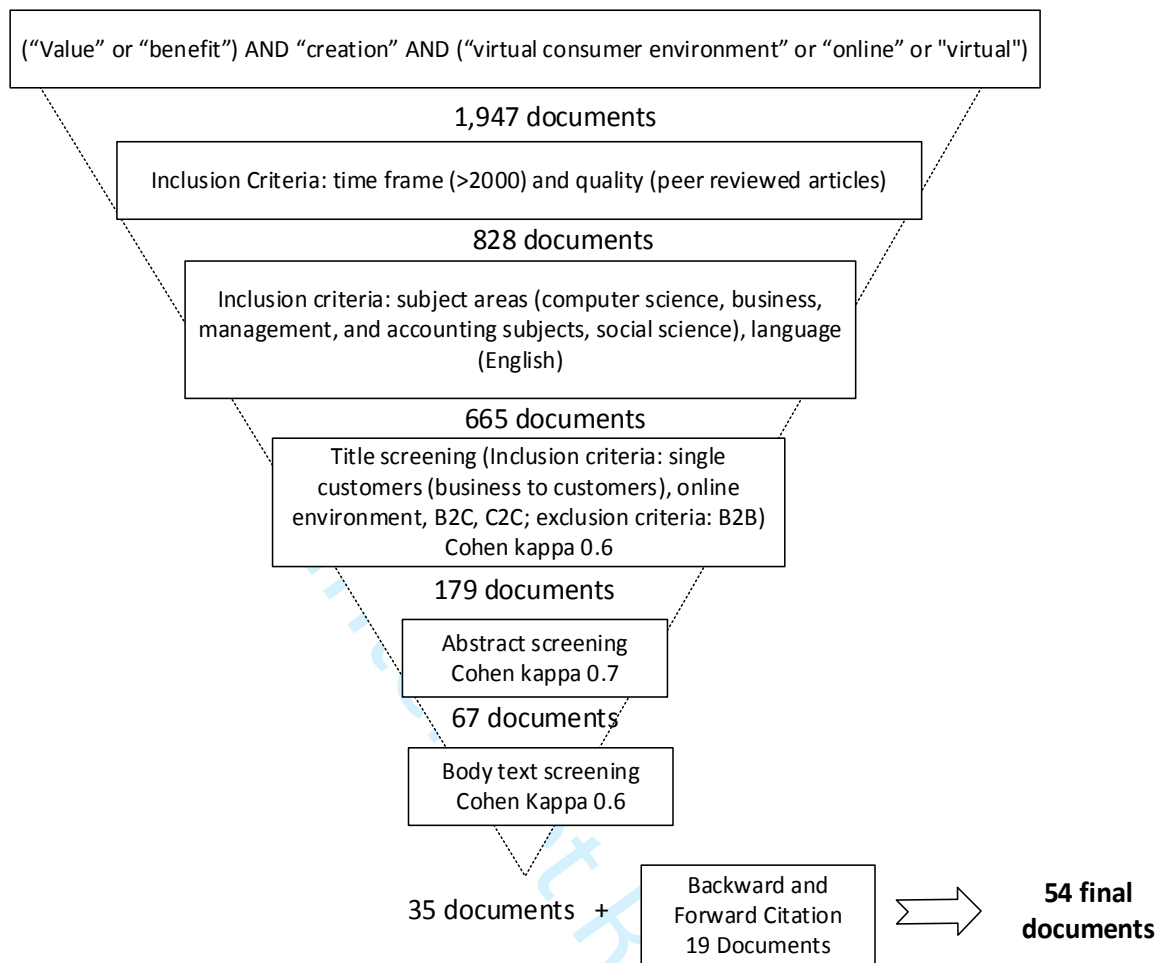 (“Value” or “benefit”) AND “creation” AND (“virtual consumer environment” or “online” or "virtual")
1,947 documents
Inclusion Criteria: time frame (>2000) and quality (peer reviewed articles)
828 documents
Inclusion criteria: subject areas (computer science, business,
management, and accounting subjects, social science), language
(English)
665 documents
Title screening (Inclusion criteria: single
customers (business to customers), online
environment, B2C, C2C; exclusion criteria: B2B)
Cohen kappa 0.6
179 documents
Abstract screening
Cohen kappa 0.7
67 documents
Body text screening
Cohen Kappa 0.6
35 documents +
Backward and
Forward Citation
19 Documents
54 final
documents